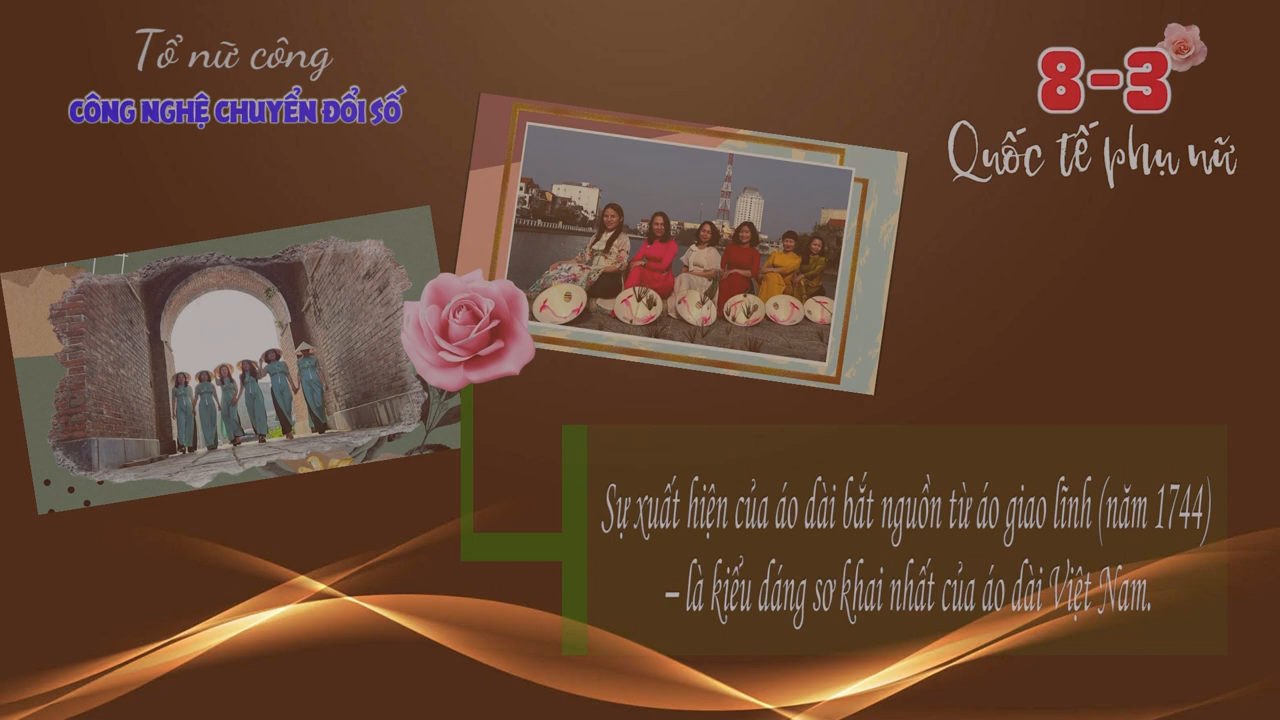 Tổ nữ công
CÔNG NGHỆ CHUYỂN ĐỔI SỐ
8-3
Quốc tế phụ nữ
Sự xuất hiện của áo dài bắt nguồn từ áo giao lĩnh (năm 1744)
– là kiểu dáng sơ khai nhất của áo dài Việt Nam.